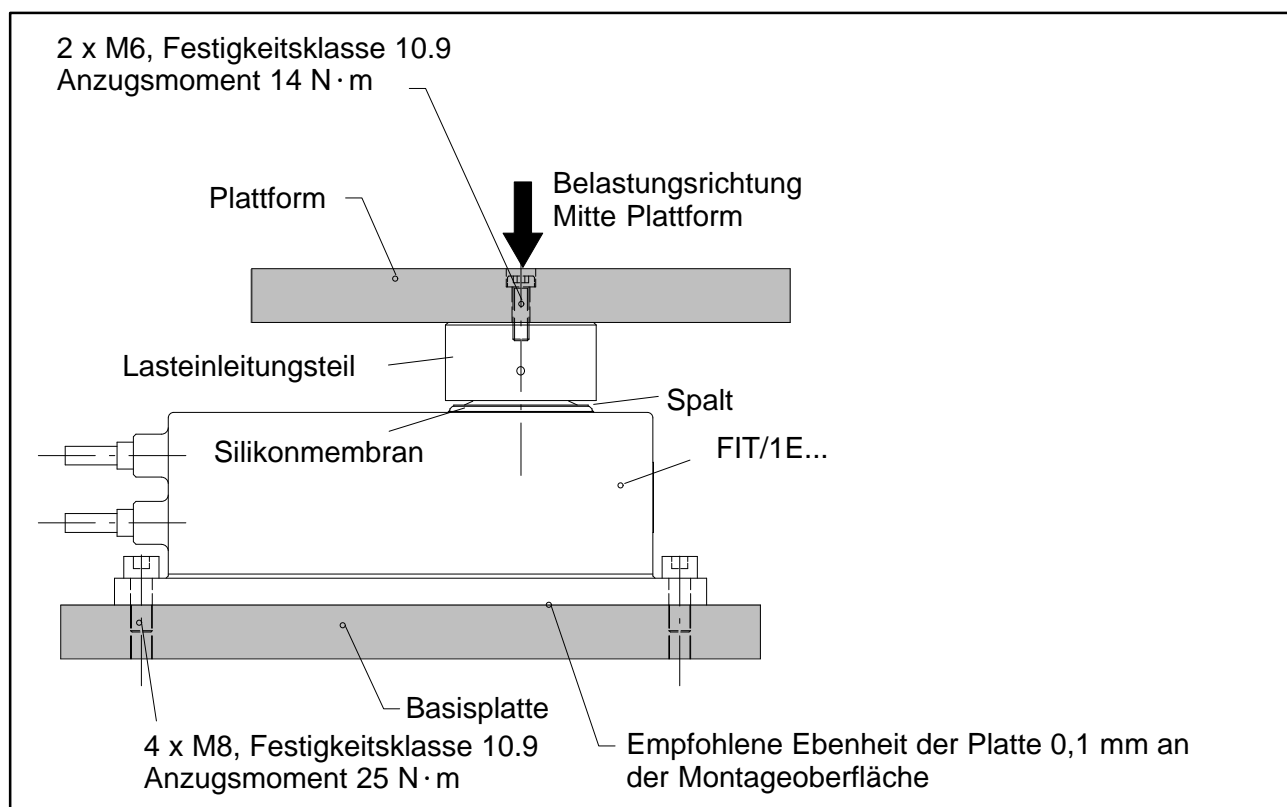 2 x M6, Festigkeitsklasse 10.9
Anzugsmoment 14 N·m
Belastungsrichtung
Mitte Plattform
Plattform
Lasteinleitungsteil
Spalt
Silikonmembran
FIT/1E...
Basisplatte
4 x M8, Festigkeitsklasse 10.9
Anzugsmoment 25 N·m
Empfohlene Ebenheit der Platte 0,1 mm an
der Montageoberfläche